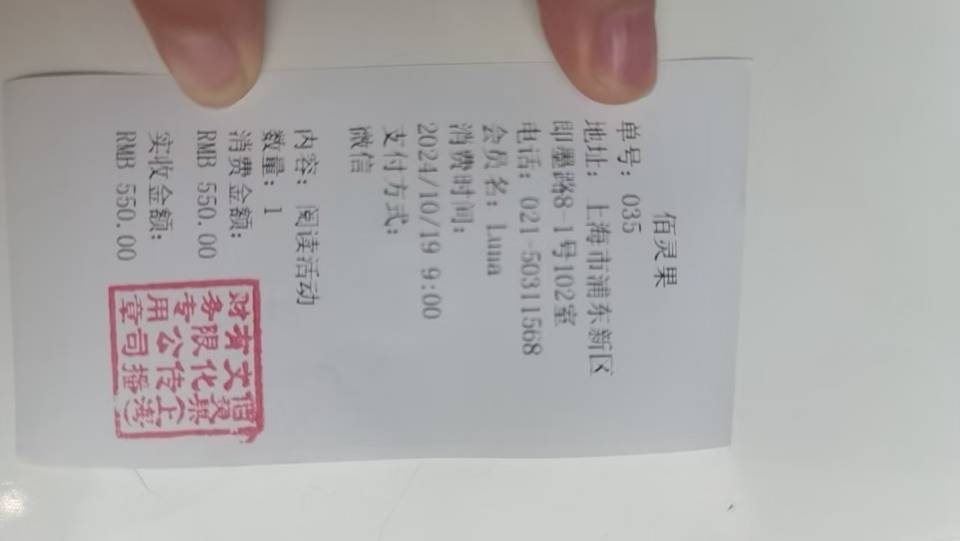 佰灵果
单号: 035
地址: 上海市浦东新区
即墨路8-1号102室
电话: 021-50311568
会员名: Luna
消费时间:
2024/10/19 9:00
支付方式:
微信
内容: 阅读活动
数量: 1
消费金额:
RMB 550.00
实收金额:
RMB 550.00
佰灵果(上海)
文化传播
有限公司
财务专用章